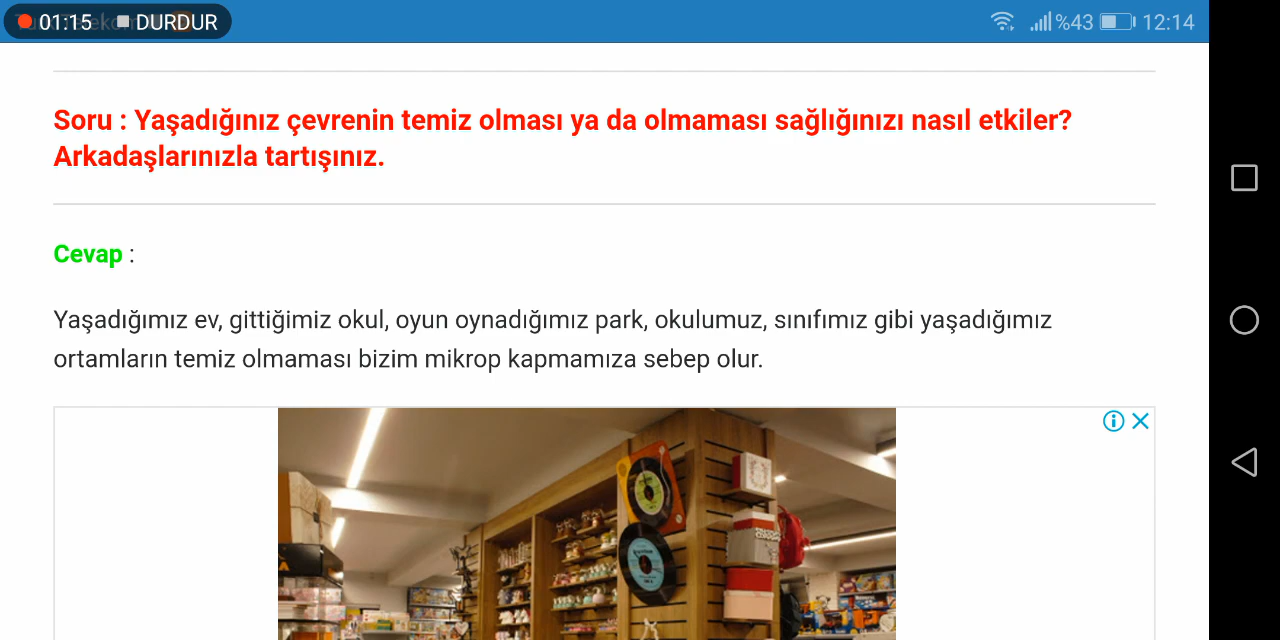 01:15 DURDUR %43 12:14
Soru : Yaşadığınız çevrenin temiz olması ya da olmaması sağlığınızı nasıl etkiler?
Arkadaşlarınızla tartışınız.
Cevap :
Yaşadığımız ev, gittiğimiz okul, oyun oynadığımız park, okulumuz, sınıfımız gibi yaşadığımız
ortamların temiz olmaması bizim mikrop kapmamıza sebep olur.